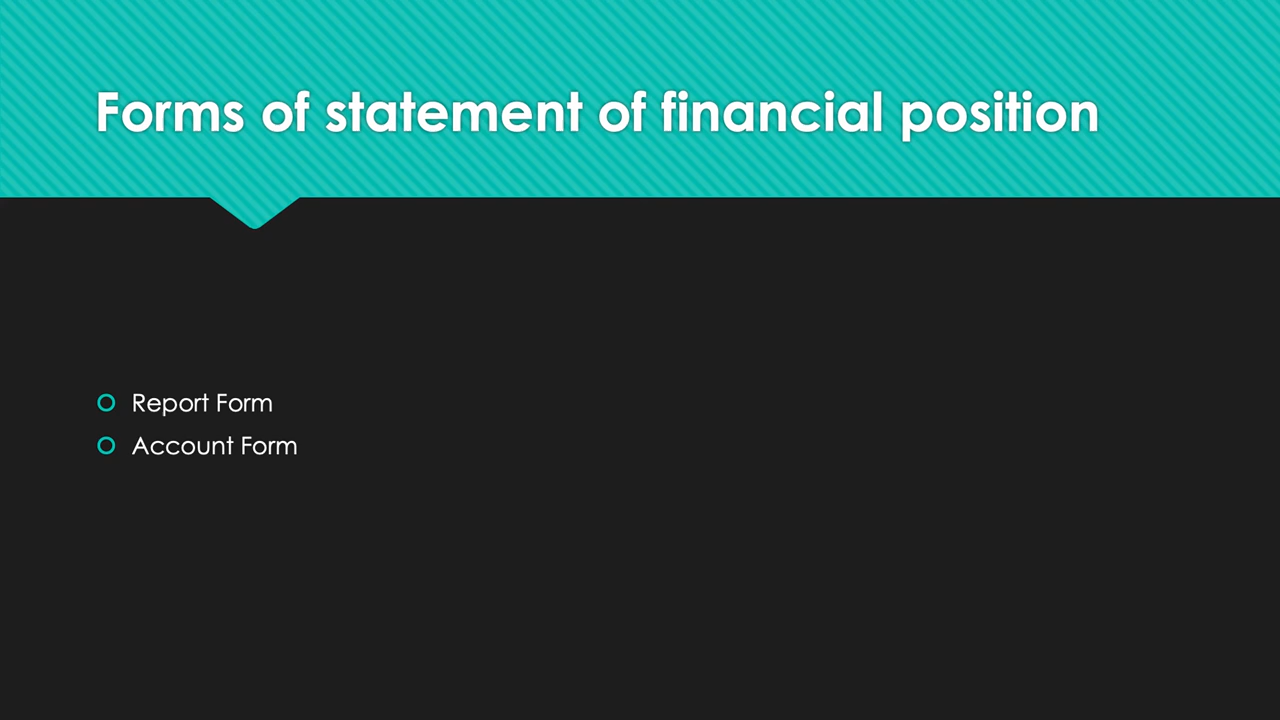 Forms of statement of financial position
Report Form
Account Form